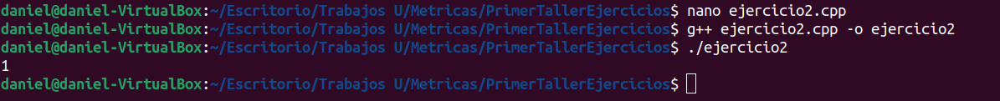 daniel@daniel-VirtualBox:~/Escritorio/Trabajos U/Metricas/PrimerTallerEjercicios$ nano ejercicio2.cpp
daniel@daniel-VirtualBox:~/Escritorio/Trabajos U/Metricas/PrimerTallerEjercicios$ g++ ejercicio2.cpp -o ejercicio2
daniel@daniel-VirtualBox:~/Escritorio/Trabajos U/Metricas/PrimerTallerEjercicios$ ./ejercicio2
1
daniel@daniel-VirtualBox:~/Escritorio/Trabajos U/Metricas/PrimerTallerEjercicios$